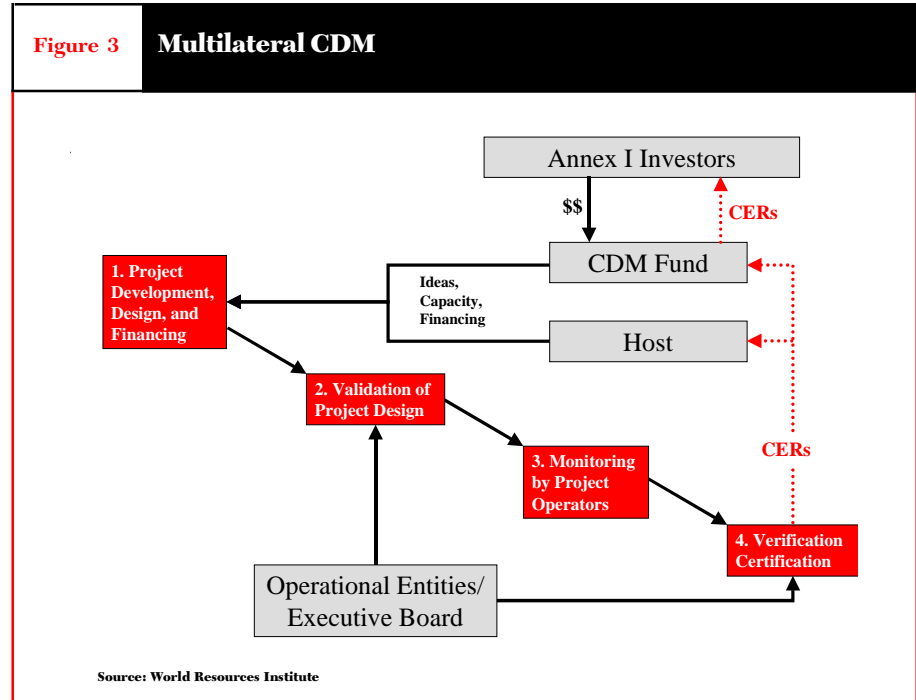 Figure 3
Multilateral CDM
Annex I Investors
$$
CERs
CDM Fund
1. Project
Development,
Design, and
Financing
Ideas,
Capacity,
Financing
Host
2. Validation of
Project Design
CERs
3. Monitoring
by Project
Operators
4. Verification
Certification
Operational Entities/
Executive Board
Source: World Resources Institute